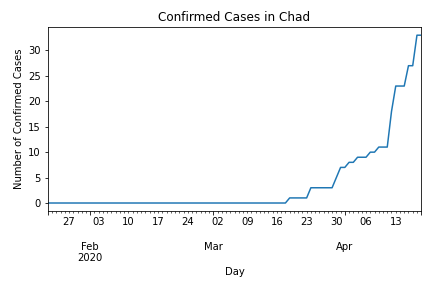 Confirmed Cases in Chad
Number of Confirmed Cases
30
25
20
15
10
5
0
27 03 10 17 24 02 09 16 23 30 06 13
Feb Mar Apr
2020
Day